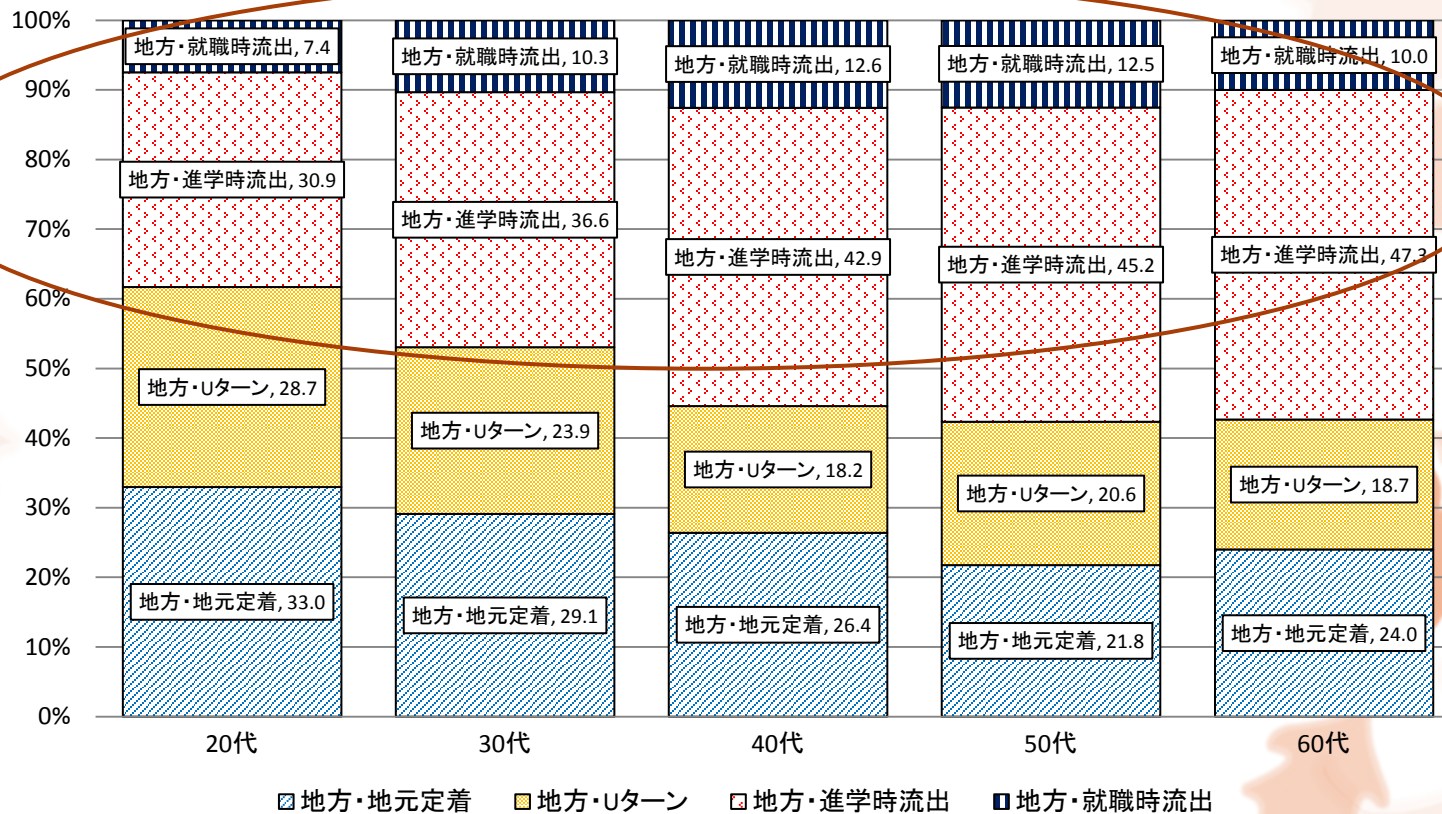 100%
90%
80%
70%
60%
50%
40%
30%
20%
10%
0%
地方・就職時流出, 7.4
地方・進学時流出, 30.9
地方・Uターン, 28.7
地方・地元定着, 33.0
地方・就職時流出, 10.3
地方・進学時流出, 36.6
地方・Uターン, 23.9
地方・地元定着, 29.1
地方・就職時流出, 12.6
地方・進学時流出, 42.9
地方・Uターン, 18.2
地方・地元定着, 26.4
地方・就職時流出, 12.5
地方・進学時流出, 45.2
地方・Uターン, 20.6
地方・地元定着, 21.8
地方・就職時流出, 10.0
地方・進学時流出, 47.3
地方・Uターン, 18.7
地方・地元定着, 24.0
20代 30代 40代 50代 60代
地方・地元定着 地方・Uターン 地方・進学時流出 地方・就職時流出